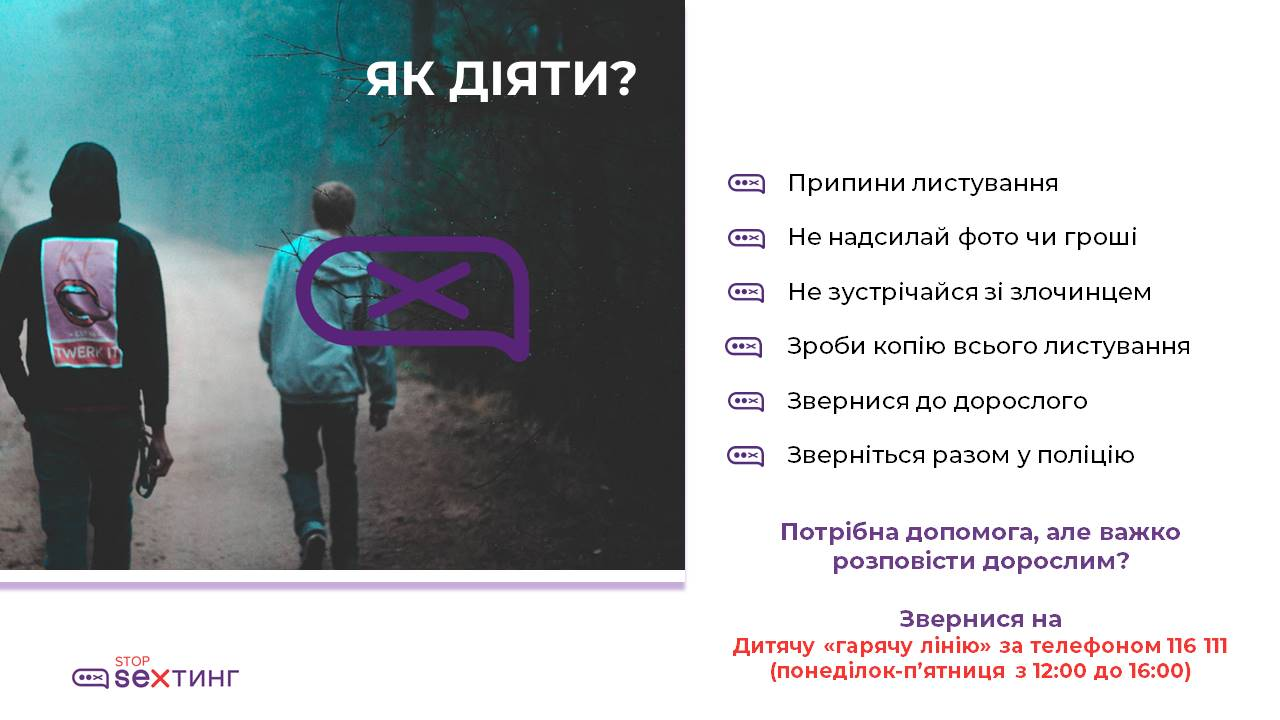 ЯК ДІЯТИ?
TWERK IT
Припини листування
Не надсилай фото чи гроші
Не зустрічайся зі злочинцем
Зроби копію всього листування
Звернися до дорослого
Зверніться разом у поліцію
Потрібна допомога, але важко
розповісти дорослим?
Звернися на
Дитячу «гарячу лінію» за телефоном 116 111
(понеділок-п’ятниця з 12:00 до 16:00)
STOP
sexтинг